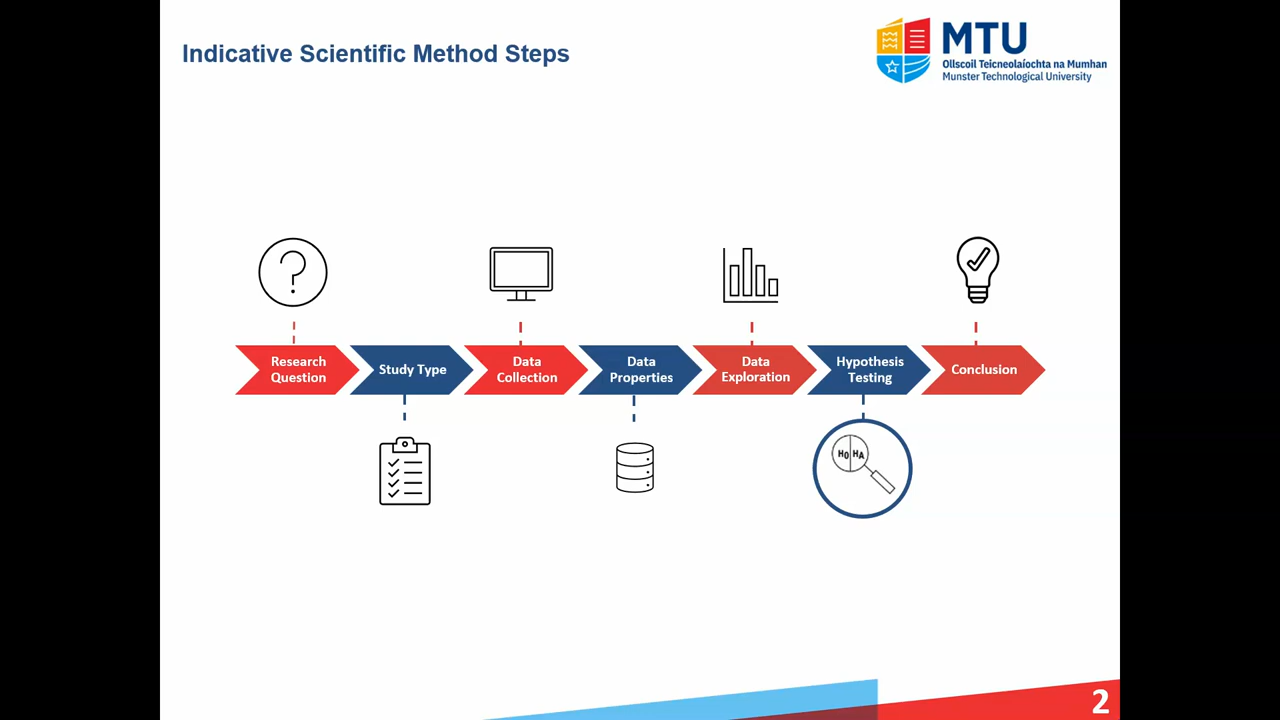 Indicative Scientific Method Steps
MTU
Ollscoil Teicneolaíochta na Mumhan
Munster Technological University
Research
Question
Study Type
Data
Collection
Data
Properties
Data
Exploration
Hypothesis
Testing
Conclusion
H0 HA
2